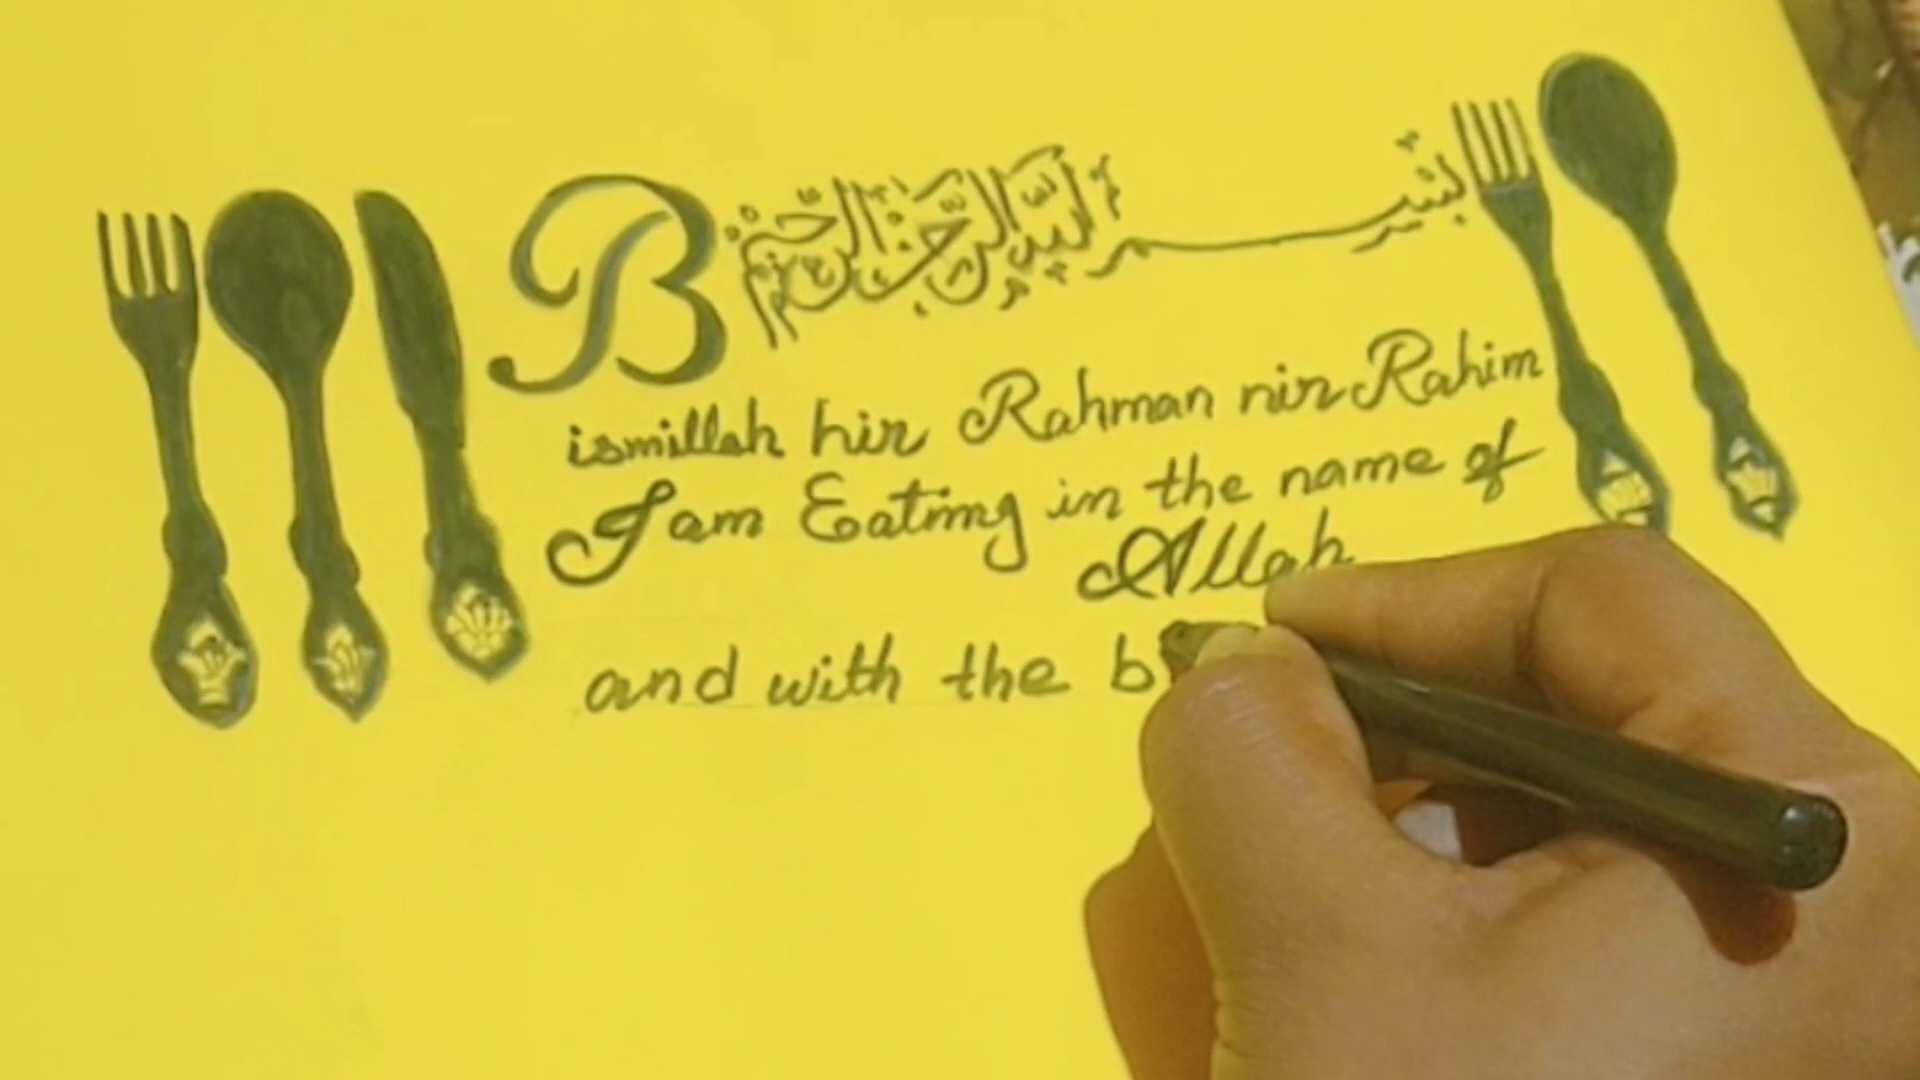 بسم الله الرحمن الرحيم
Bismillah hir Rahman nir Rahim
I am Eating in the name of
Allah
and with the b